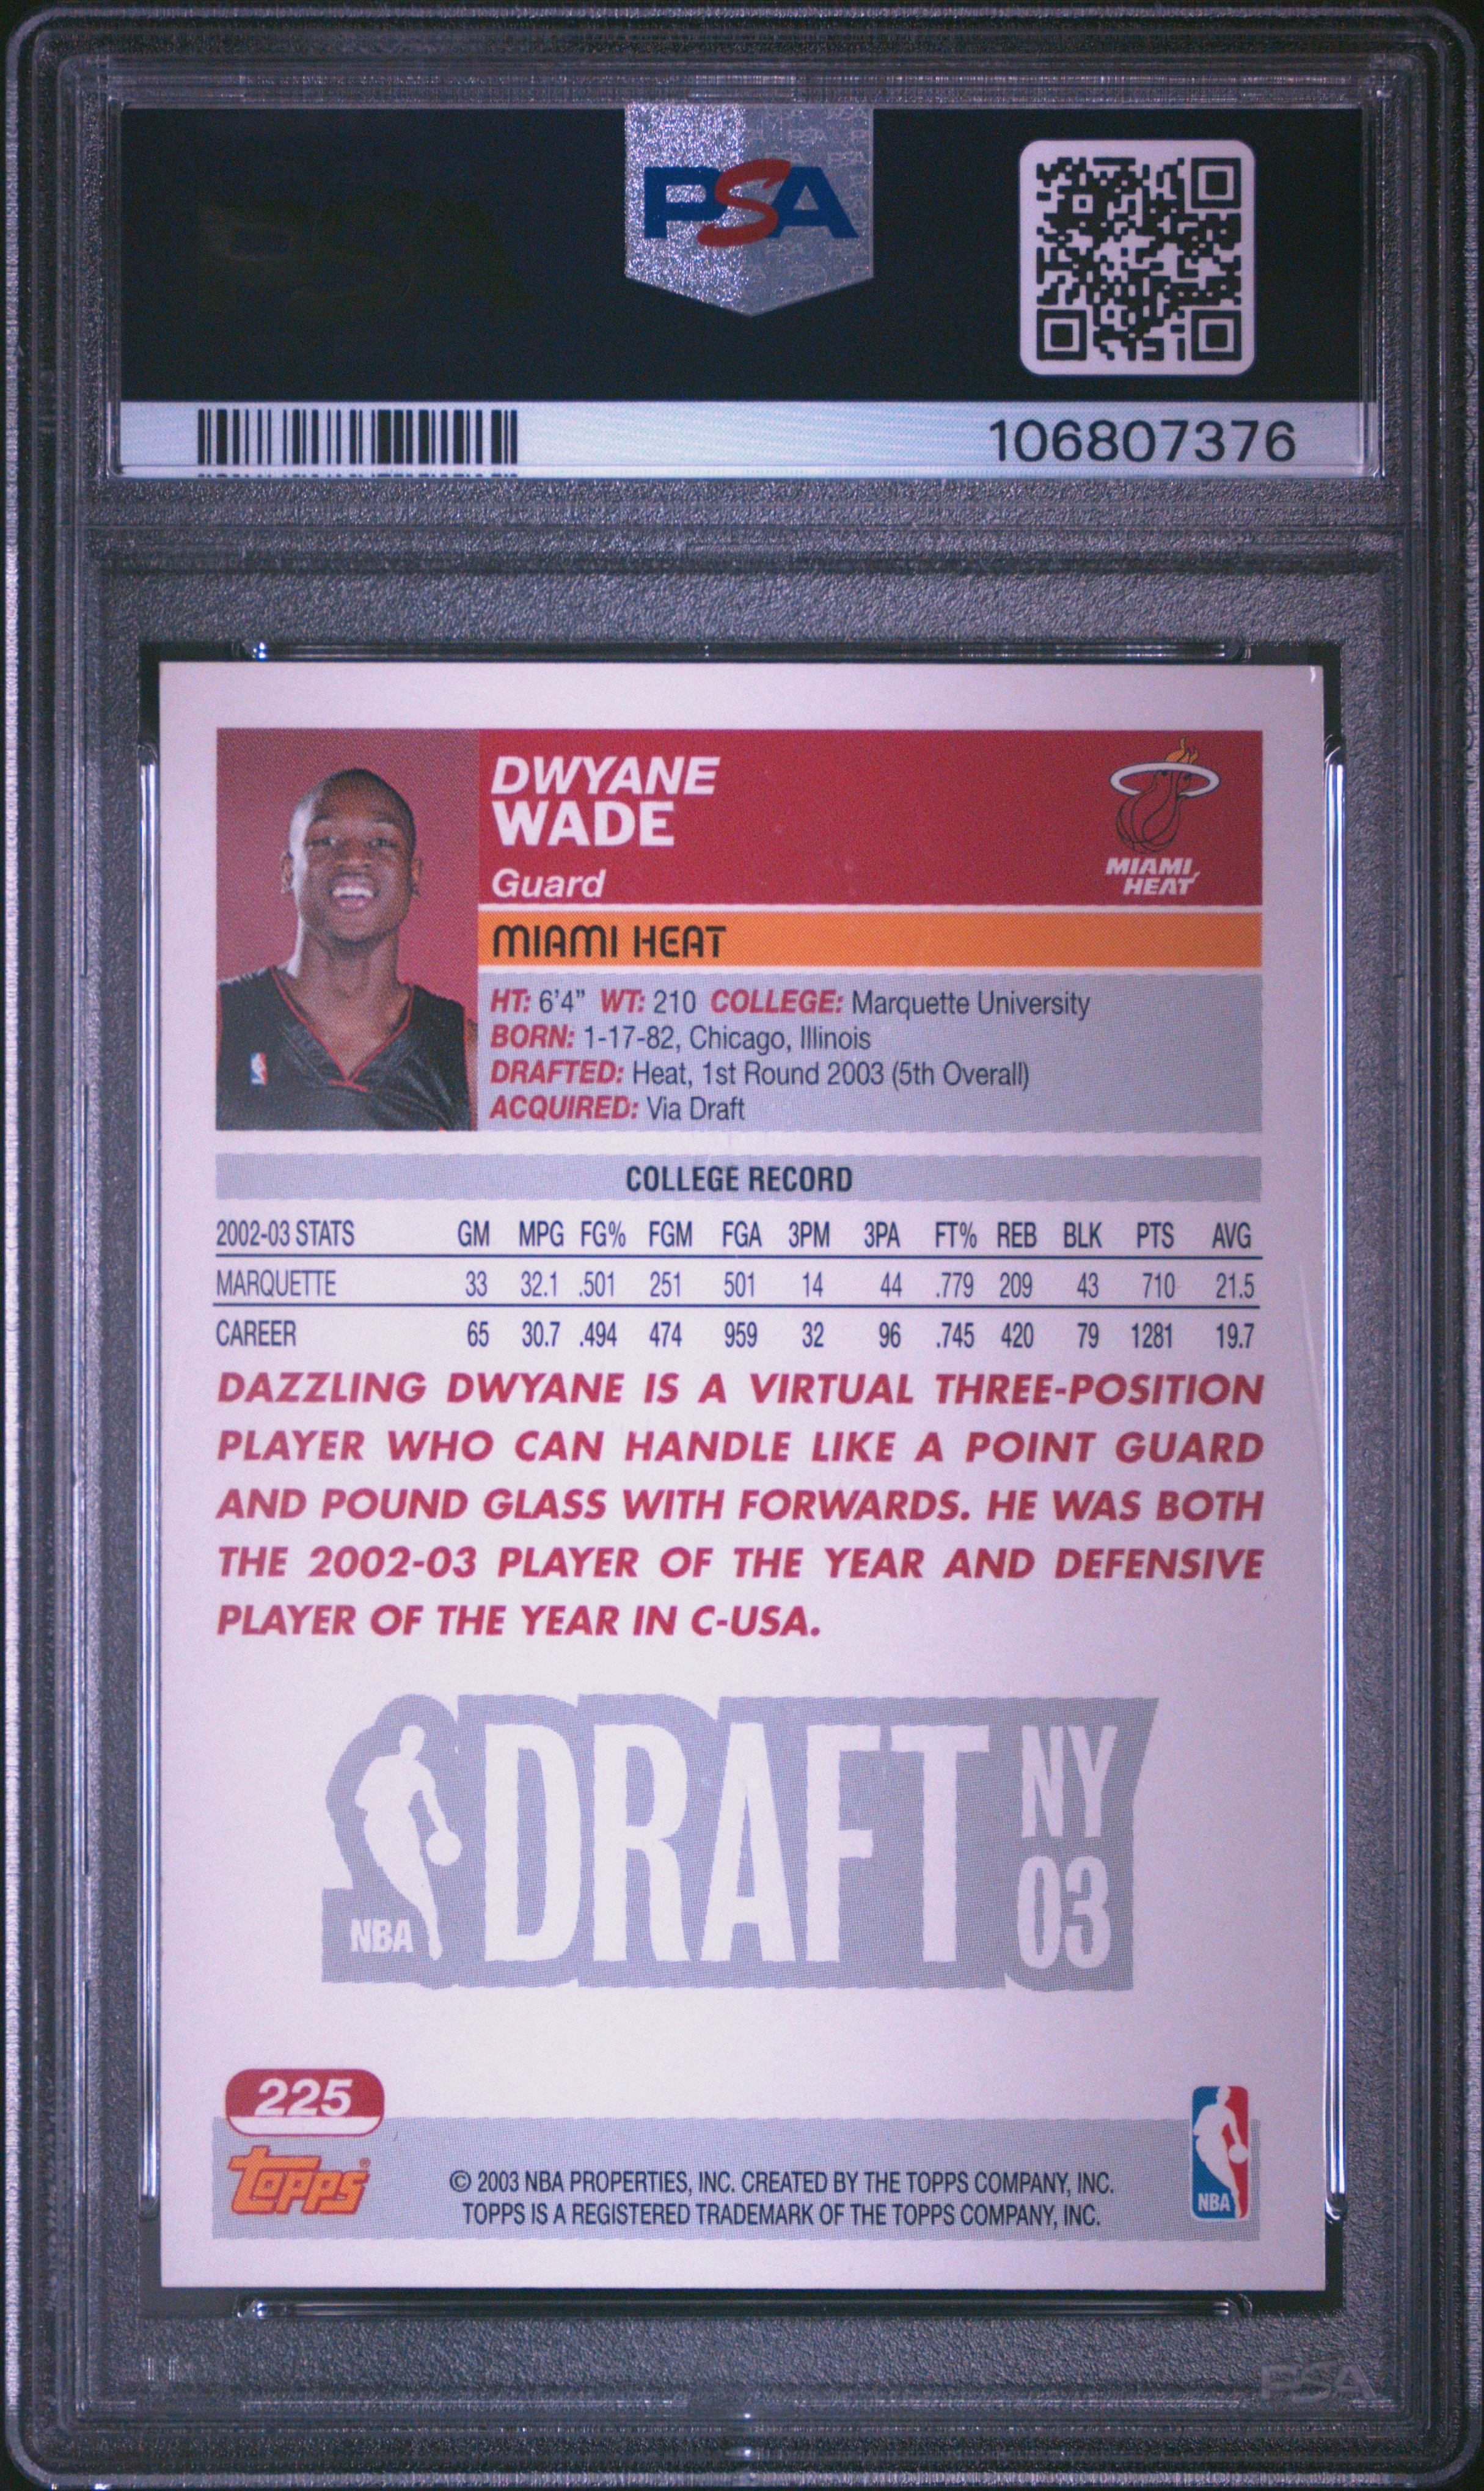 PSA
106807376
DWYANE
WADE
Guard
MIAMI HEAT
MIAMI HEAT
HT: 6'4" WT: 210 COLLEGE: Marquette University
BORN: 1-17-82, Chicago, Illinois
DRAFTED: Heat, 1st Round 2003 (5th Overall)
ACQUIRED: Via Draft
COLLEGE RECORD
2002-03 STATS GM MPG FG% FGM FGA 3PM 3PA FT% REB BLK PTS AVG
MARQUETTE 33 32.1 .501 251 501 14 44 .779 209 43 710 21.5
CAREER 65 30.7 .494 474 959 32 96 .745 420 79 1281 19.7
DAZZLING DWYANE IS A VIRTUAL THREE-POSITION
PLAYER WHO CAN HANDLE LIKE A POINT GUARD
AND POUND GLASS WITH FORWARDS. HE WAS BOTH
THE 2002-03 PLAYER OF THE YEAR AND DEFENSIVE
PLAYER OF THE YEAR IN C-USA.
NBA DRAFT NY
03
225
Topps®
© 2003 NBA PROPERTIES, INC. CREATED BY THE TOPPS COMPANY, INC.
TOPPS IS A REGISTERED TRADEMARK OF THE TOPPS COMPANY, INC.
NBA
PSA